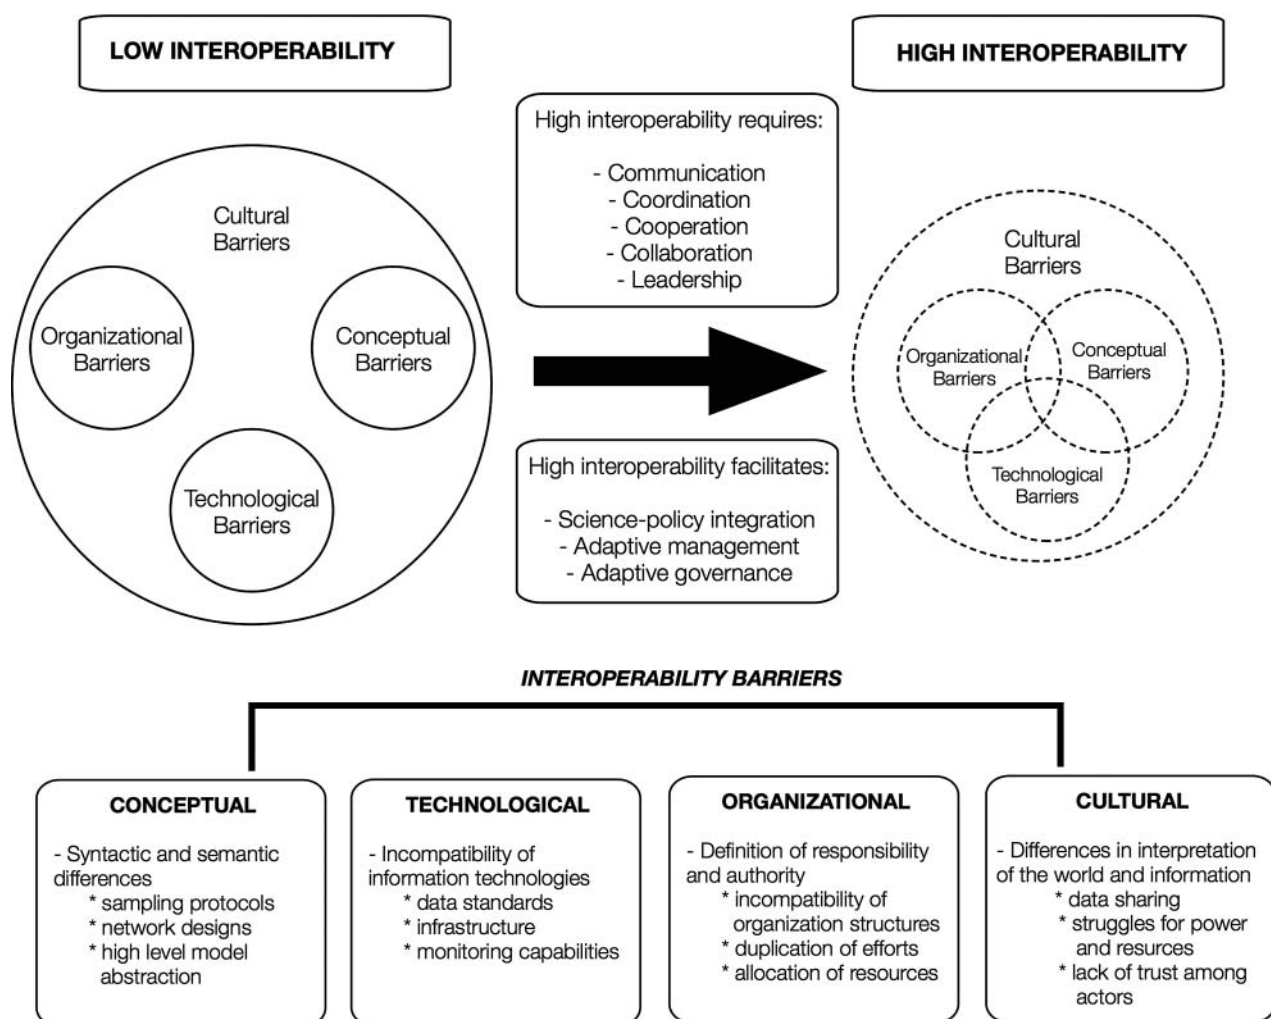 LOW INTEROPERABILITY
HIGH INTEROPERABILITY
High interoperability requires:
- Communication
- Coordination
- Cooperation
- Collaboration
- Leadership
Cultural
Barriers
Organizational
Barriers
Conceptual
Barriers
Technological
Barriers
Cultural
Barriers
Organizational
Barriers
Conceptual
Barriers
Technological
Barriers
High interoperability facilitates:
- Science-policy integration
- Adaptive management
- Adaptive governance
INTEROPERABILITY BARRIERS
CONCEPTUAL
- Syntactic and semantic
differences
* sampling protocols
* network designs
* high level model
abstraction
TECHNOLOGICAL
- Incompatibility of
information technologies
* data standards
* infrastructure
* monitoring capabilities
ORGANIZATIONAL
- Definition of responsibility
and authority
* incompatibility of
organization structures
* duplication of efforts
* allocation of resources
CULTURAL
- Differences in interpretation
of the world and information
* data sharing
* struggles for power
and resurces
* lack of trust among
actors